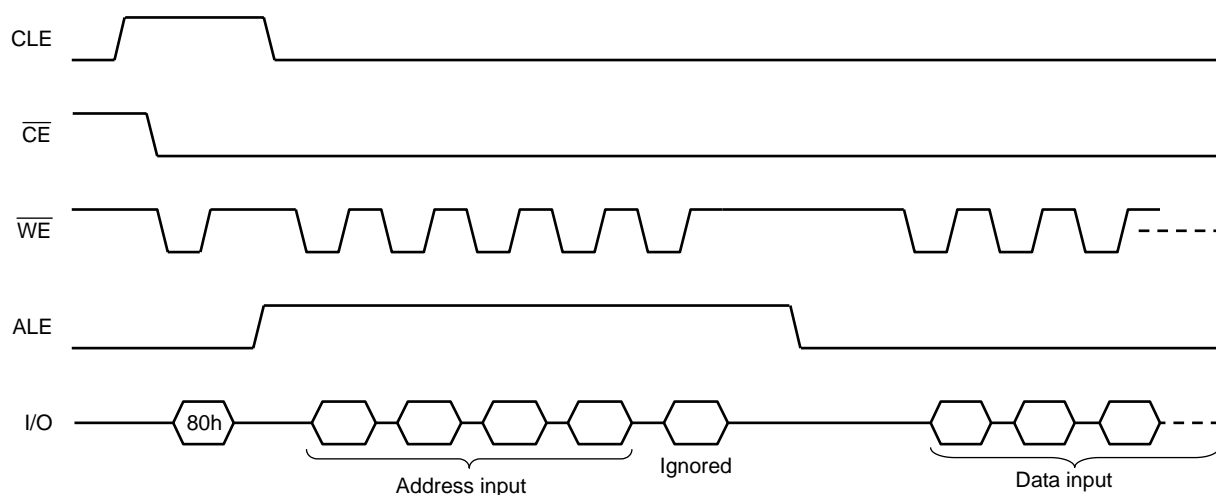 CLE
CE
WE
ALE
I/O
80h
Address input
Ignored
Data input